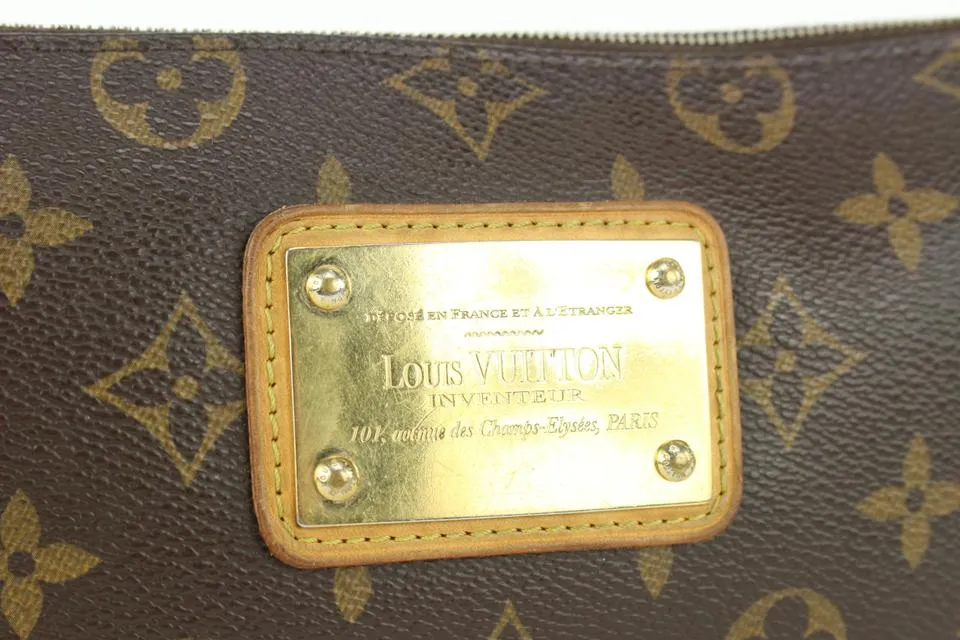 DÉPOSÉ EN FRANCE ET À L'ÉTRANGER
LOUIS VUITTON
INVENTEUR
101, avenue des Champs-Elysées, PARIS